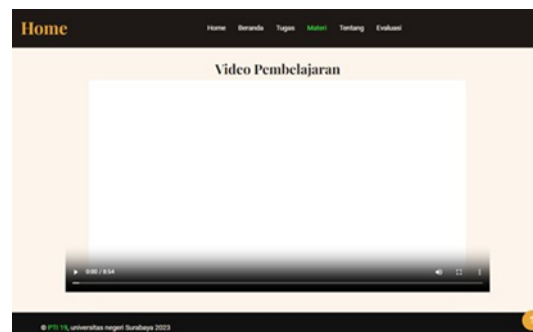 Home
Home Beranda Tugas Materi Tentang Evaluasi
Video Pembelajaran
0:00 / 8:54
© PTI 19, universitas negeri Surabaya 2023